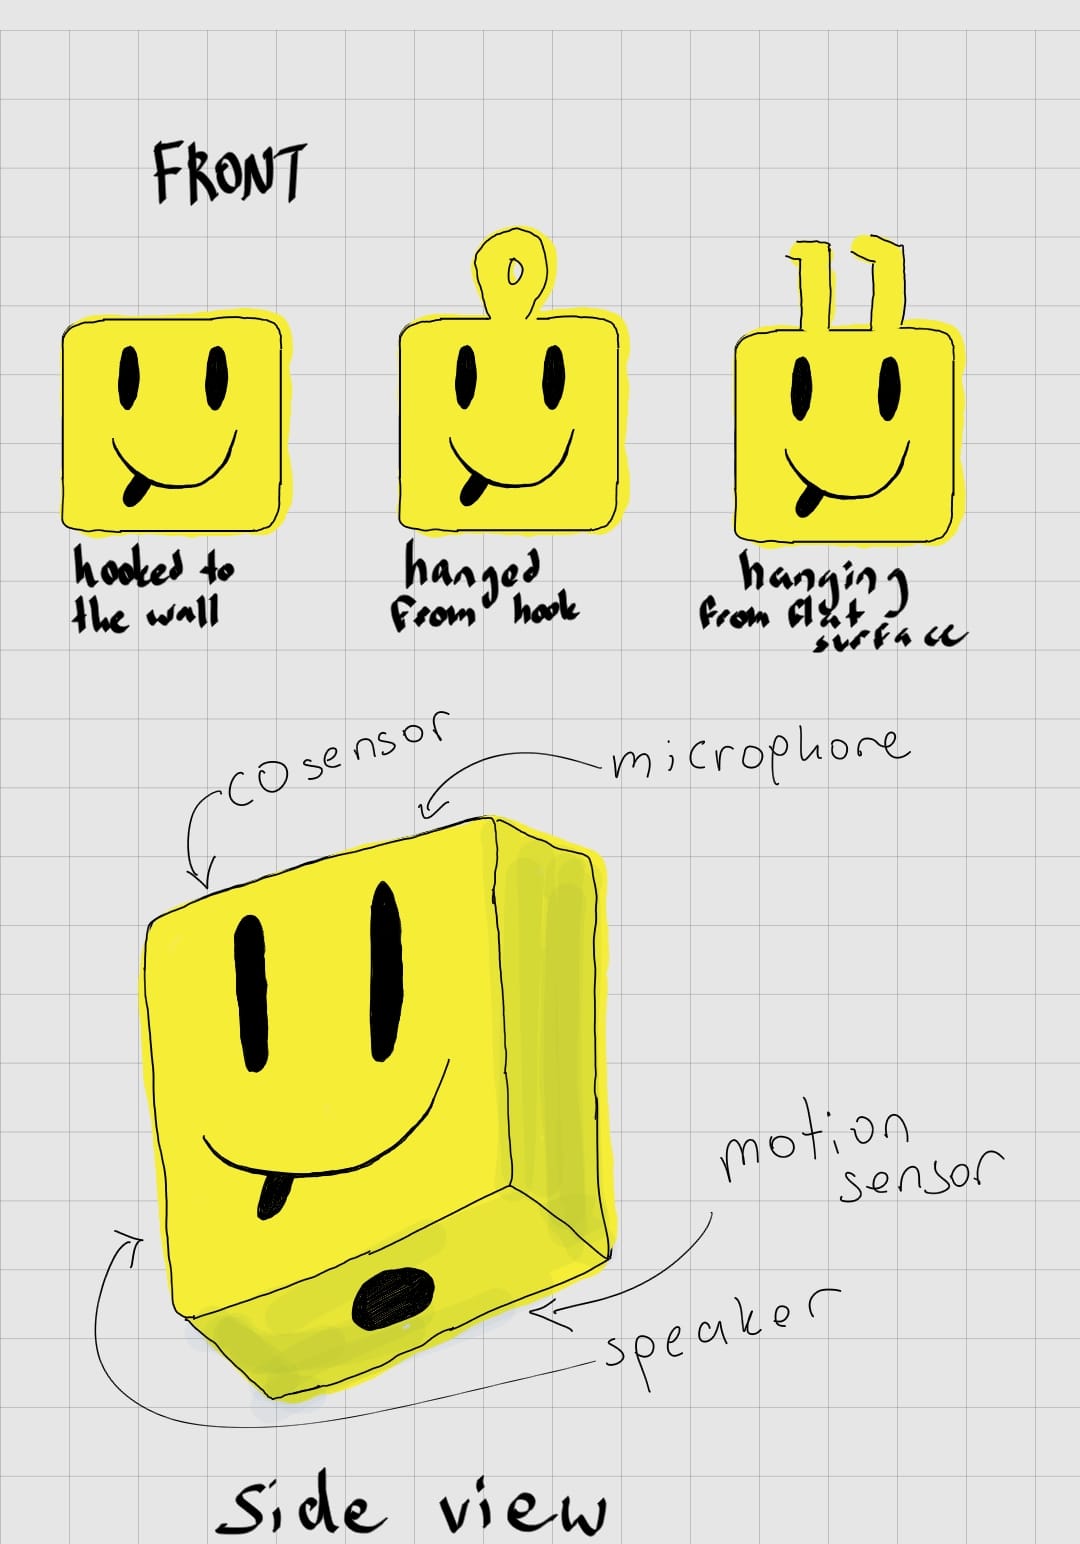 FRONT
hooked to
the wall
hanged
from hook
hanging
from flat
surface
CO sensor
microphone
motion
sensor
speaker
side view